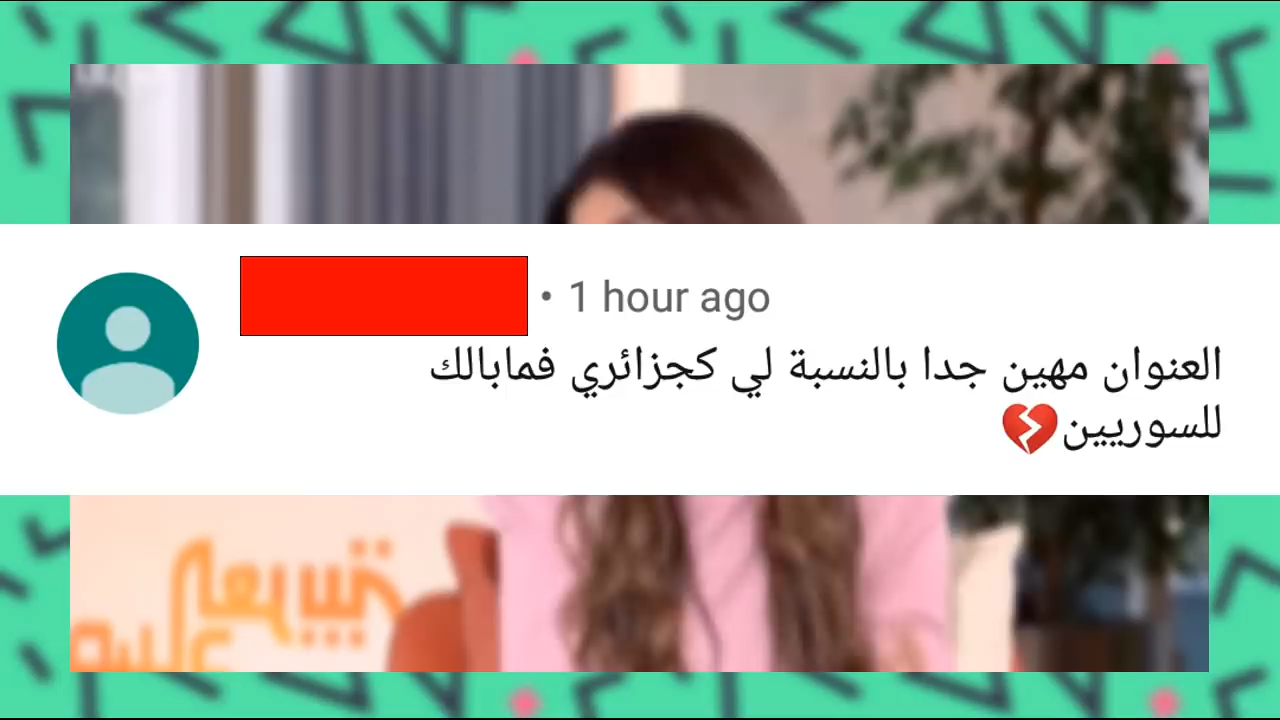 • 1 hour ago
العنوان مهين جدا بالنسبة لي كجزائري فمابالك
للسوريين💔